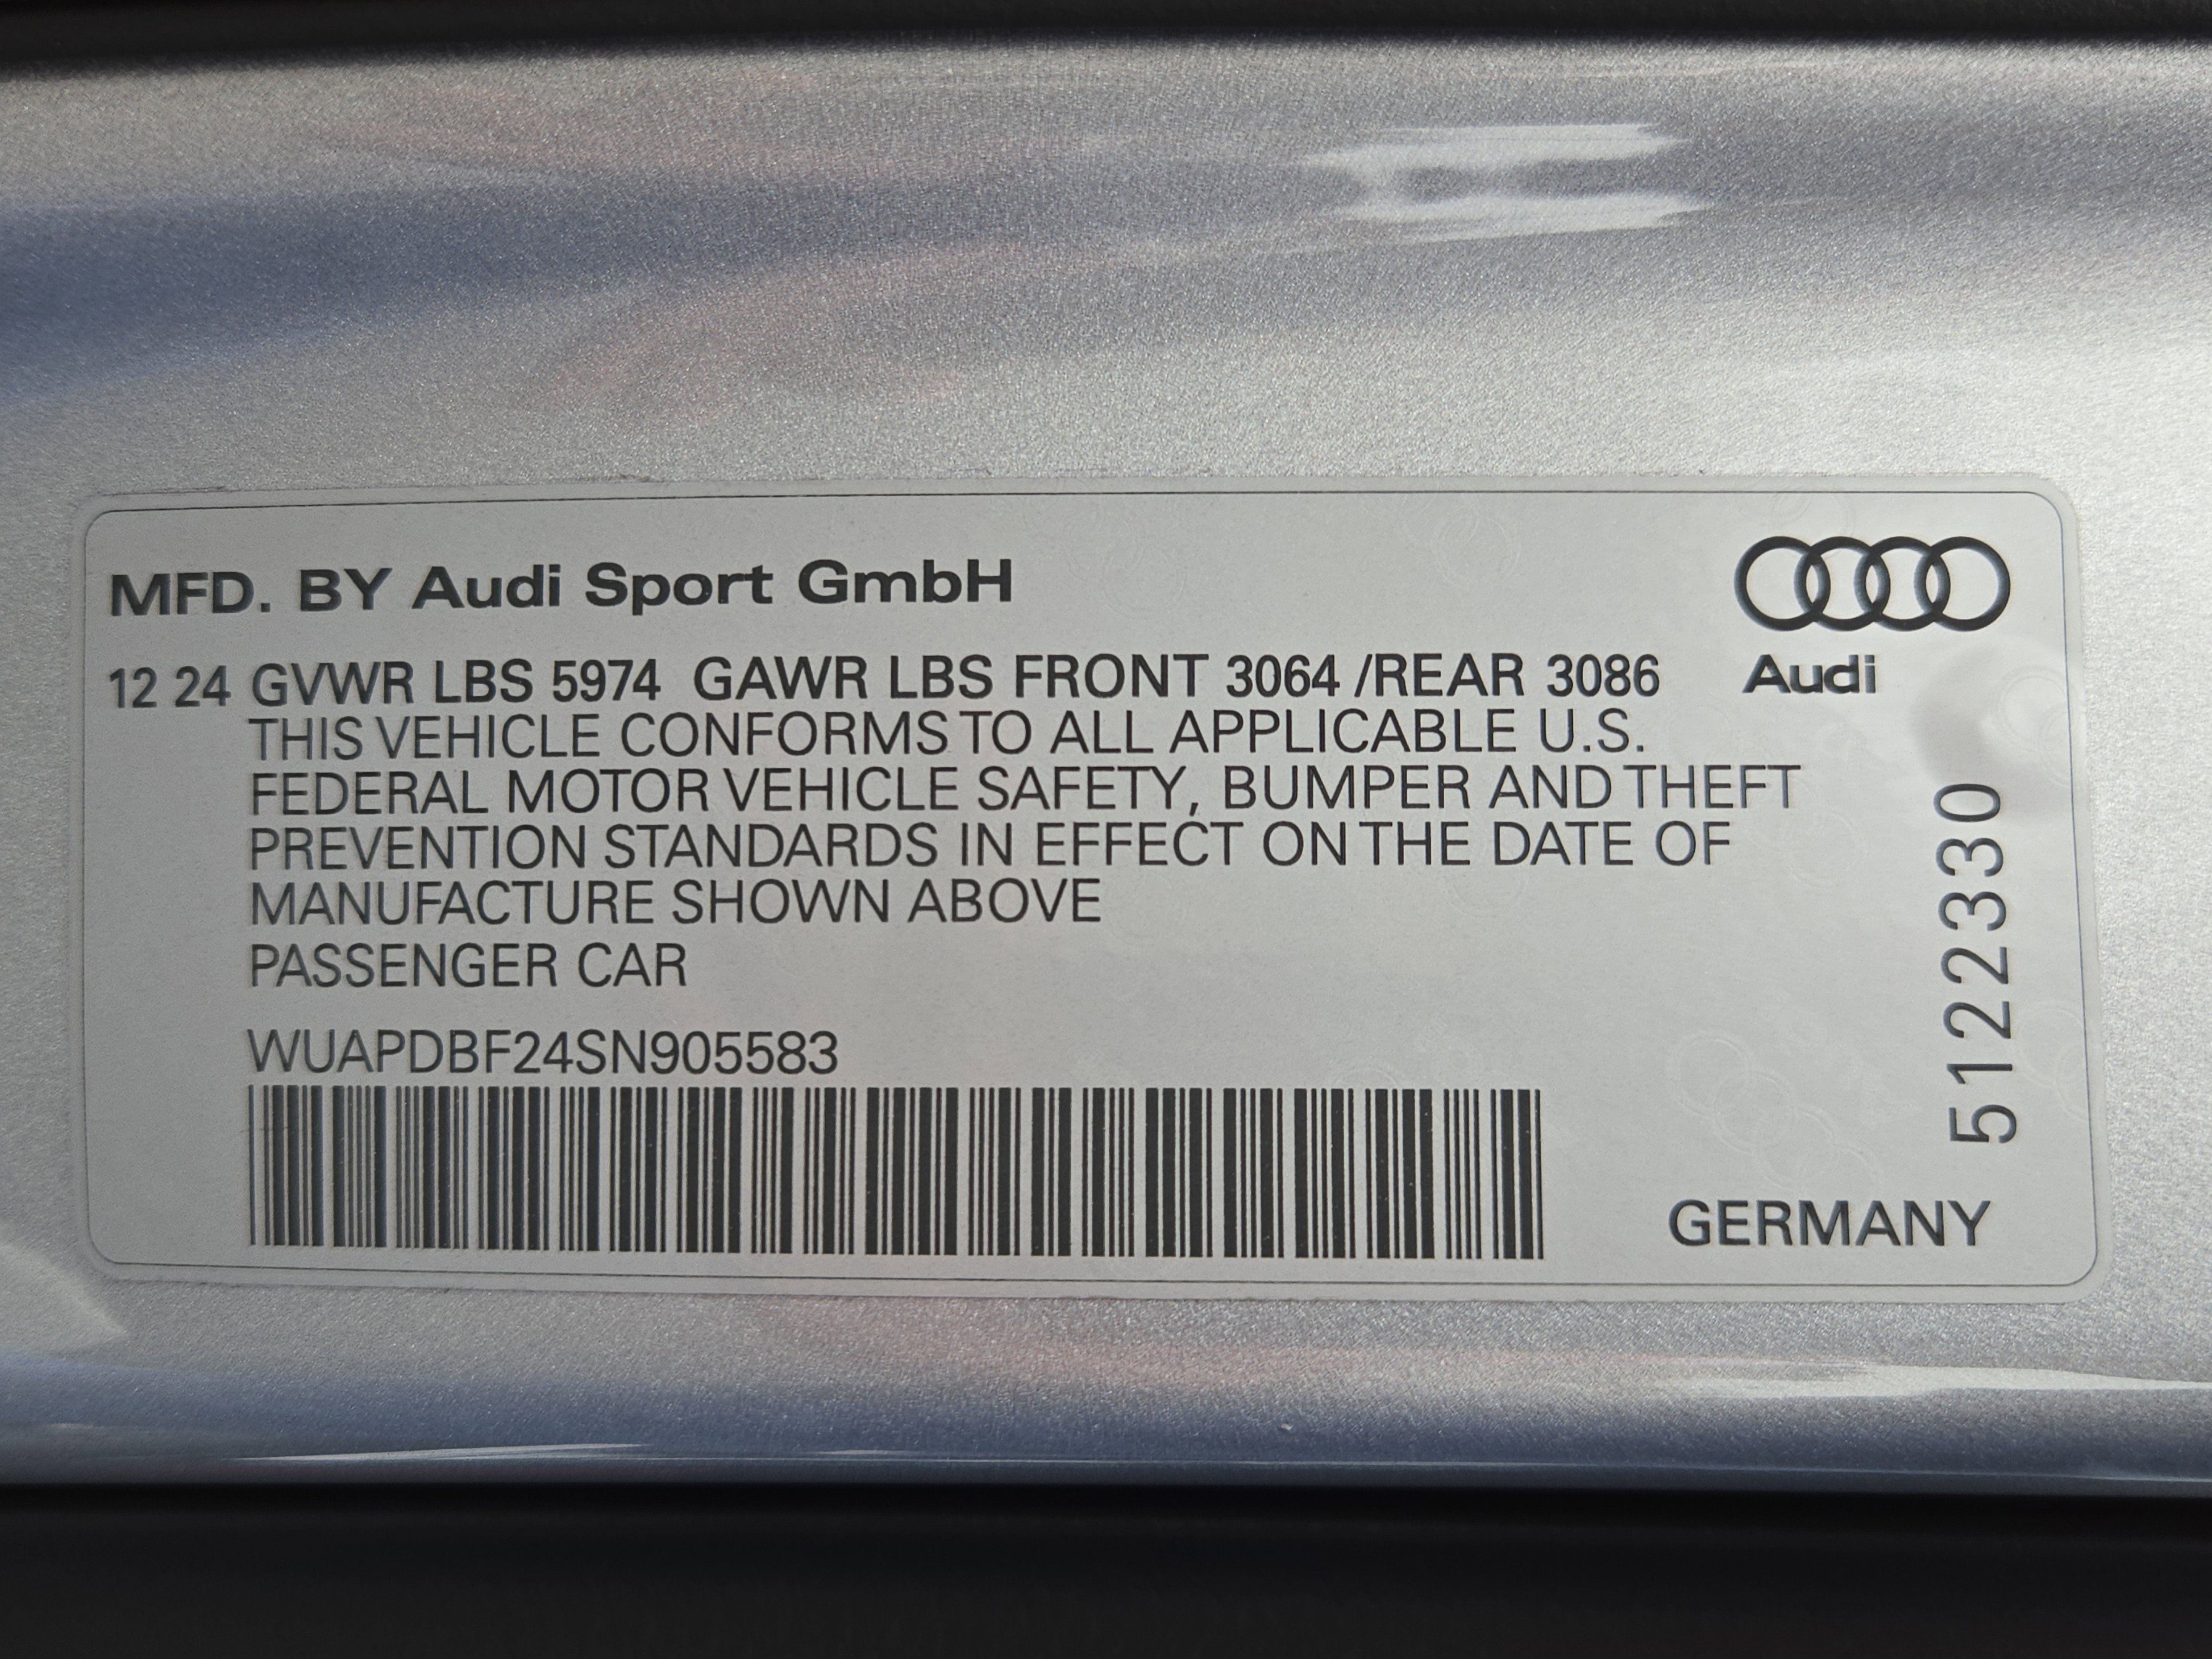 MFD. BY Audi Sport GmbH
12 24 GVWR LBS 5974 GAWR LBS FRONT 3064 /REAR 3086
Audi
THIS VEHICLE CONFORMS TO ALL APPLICABLE U.S.
FEDERAL MOTOR VEHICLE SAFETY, BUMPER AND THEFT
PREVENTION STANDARDS IN EFFECT ON THE DATE OF
MANUFACTURE SHOWN ABOVE
PASSENGER CAR
WUAPDBF24SN905583
5122330
GERMANY